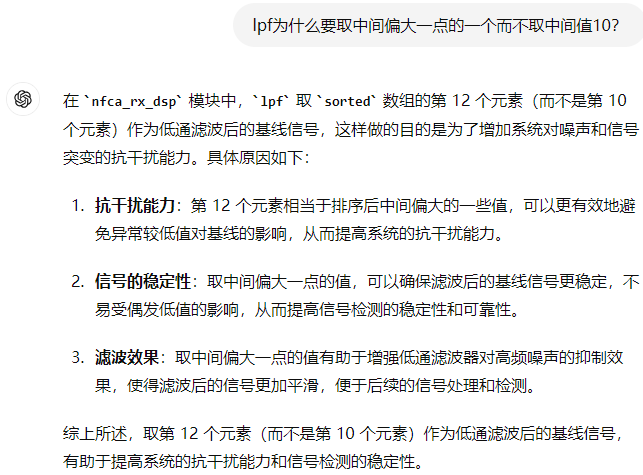 lpf为什么要取中间偏大一点的一个而不取中间值10？
在 `nfca_rx_dsp` 模块中，`lpf` 取 `sorted` 数组的第 12 个元素（而不是第 10
个元素）作为低通滤波后的基线信号，这样做的目的是为了增加系统对噪声和信号
突变的抗干扰能力。具体原因如下：
1. 抗干扰能力：第 12 个元素相当于排序后中间偏大的一些值，可以更有效地避
免异常较低值对基线的影响，从而提高系统的抗干扰能力。
2. 信号的稳定性：取中间偏大一点的值，可以确保滤波后的基线信号更稳定，不
易受偶发低值的影响，从而提高信号检测的稳定性和可靠性。
3. 滤波效果：取中间偏大一点的值有助于增强低通滤波器对高频噪声的抑制效
果，使得滤波后的信号更加平滑，便于后续的信号处理和检测。
综上所述，取第 12 个元素（而不是第 10 个元素）作为低通滤波后的基线信号，
有助于提高系统的抗干扰能力和信号检测的稳定性。